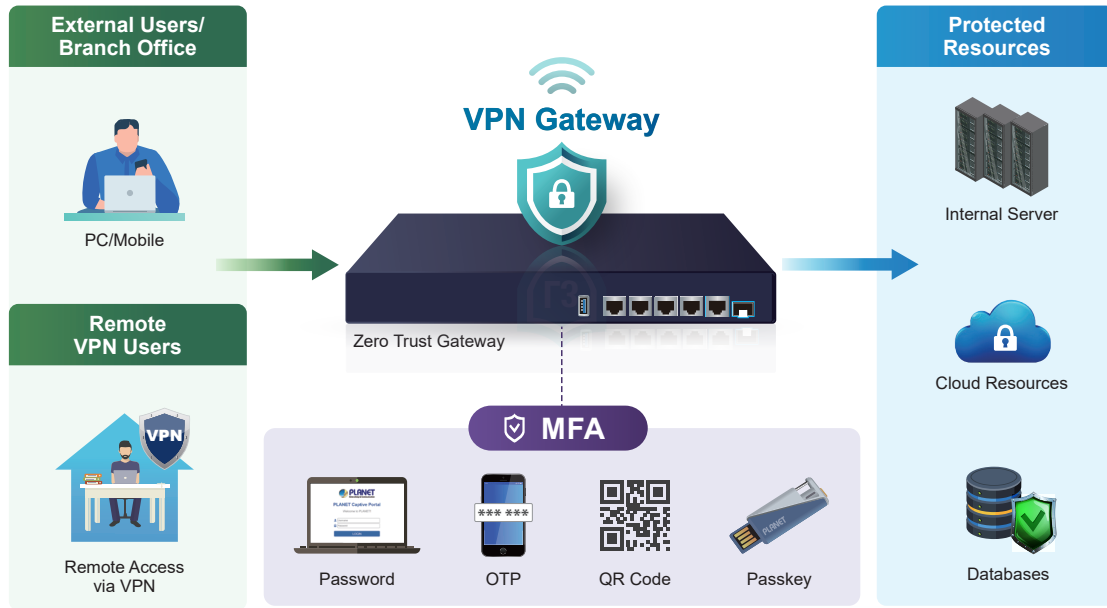 External Users/
Branch Office
PC/Mobile
Remote
VPN Users
VPN
Remote Access
via VPN
VPN Gateway
Zero Trust Gateway
MFA
PLANET
PLANET Captive Portal
Password
*** ***
OTP
QR Code
PLANET
Passkey
Protected
Resources
Internal Server
Cloud Resources
Databases